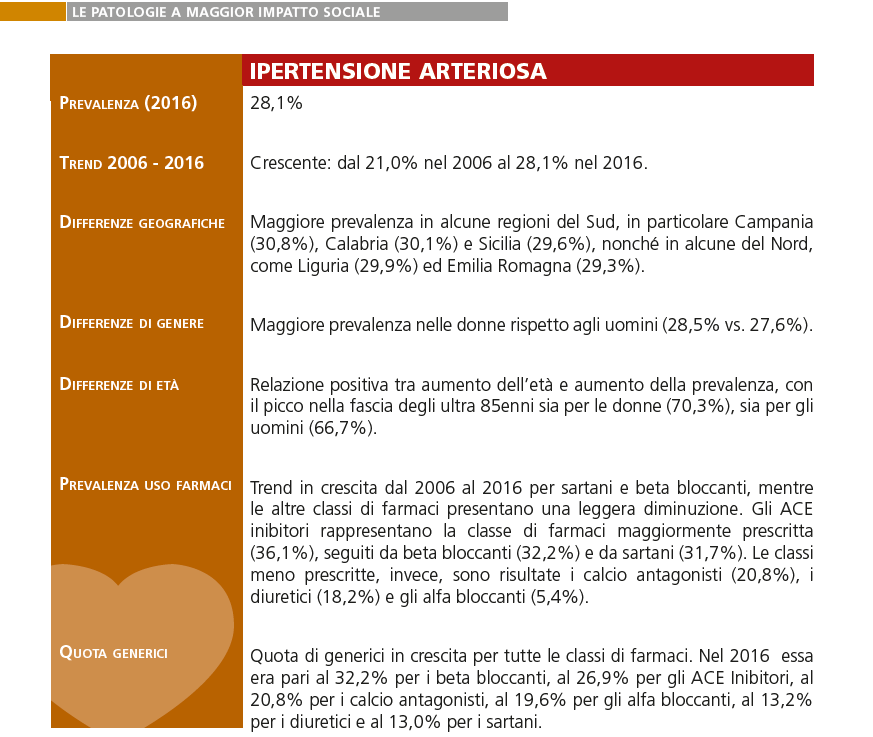 LE PATOLOGIE A MAGGIOR IMPATTO SOCIALE
IPERTENSIONE ARTERIOSA
PREVALENZA (2016)
28,1%
TREND 2006 - 2016
Crescente: dal 21,0% nel 2006 al 28,1% nel 2016.
DIFFERENZE GEOGRAFICHE
Maggiore prevalenza in alcune regioni del Sud, in particolare Campania
(30,8%), Calabria (30,1%) e Sicilia (29,6%), nonché in alcune del Nord,
come Liguria (29,9%) ed Emilia Romagna (29,3%).
DIFFERENZE DI GENERE
Maggiore prevalenza nelle donne rispetto agli uomini (28,5% vs. 27,6%).
DIFFERENZE DI ETÀ
Relazione positiva tra aumento dell’età e aumento della prevalenza, con
il picco nella fascia degli ultra 85enni sia per le donne (70,3%), sia per gli
uomini (66,7%).
PREVALENZA USO FARMACI
Trend in crescita dal 2006 al 2016 per sartani e beta bloccanti, mentre
le altre classi di farmaci presentano una leggera diminuzione. Gli ACE
inibitori rappresentano la classe di farmaci maggiormente prescritta
(36,1%), seguiti da beta bloccanti (32,2%) e da sartani (31,7%). Le classi
meno prescritte, invece, sono risultate i calcio antagonisti (20,8%), i
diuretici (18,2%) e gli alfa bloccanti (5,4%).
QUOTA GENERICI
Quota di generici in crescita per tutte le classi di farmaci. Nel 2016 essa
era pari al 32,2% per i beta bloccanti, al 26,9% per gli ACE Inibitori, al
20,8% per i calcio antagonisti, al 19,6% per gli alfa bloccanti, al 13,2%
per i diuretici e al 13,0% per i sartani.